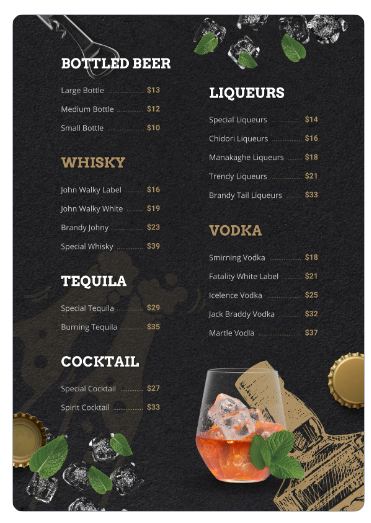 BOTTLED BEER
Large Bottle $13
Medium Bottle $12
Small Bottle $10
WHISKY
John Walky Label $16
John Walky White $19
Brandy Johny $23
Special Whisky $39
TEQUILA
Special Tequila $29
Burning Tequila $35
COCKTAIL
Special Cocktail $27
Spirit Cocktail $33
LIQUEURS
Special Liqueurs $14
Chidori Liqueurs $16
Manakaghe Liqueurs $18
Trendy Liqueurs $21
Brandy Tail Liqueurs $33
VODKA
Smirning Vodka $18
Fatality White Label $21
Icelence Vodka $25
Jack Braddy Vodka $32
Martle Vodla $37